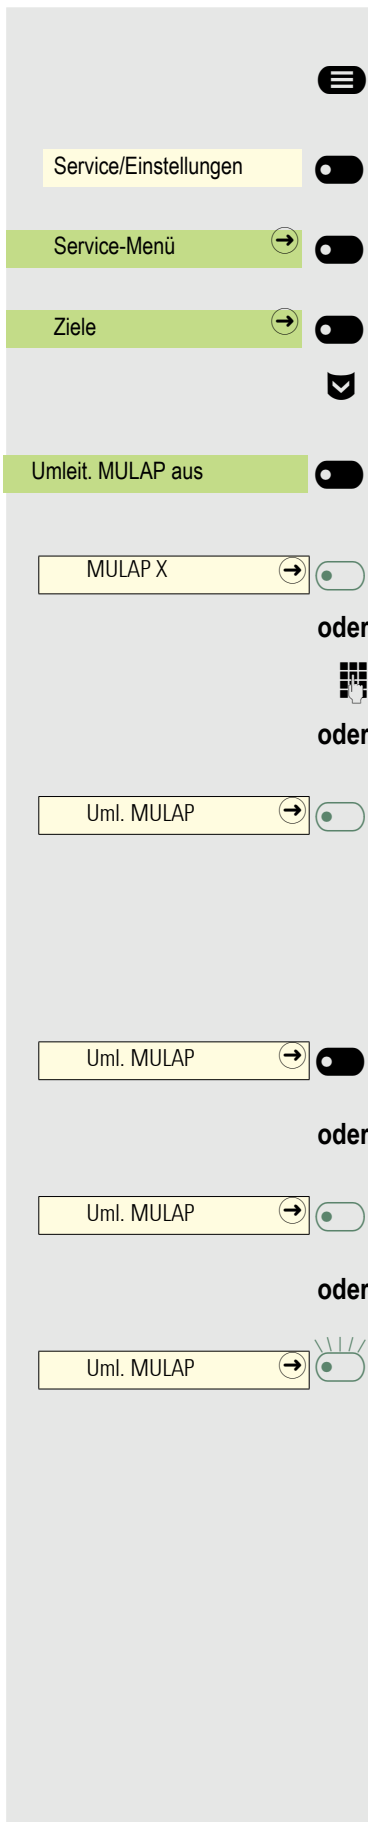 Service/Einstellungen
Service-Menü
Ziele
Umleit. MULAP aus
MULAP X
oder
oder
Uml. MULAP
Uml. MULAP
oder
Uml. MULAP
oder
Uml. MULAP